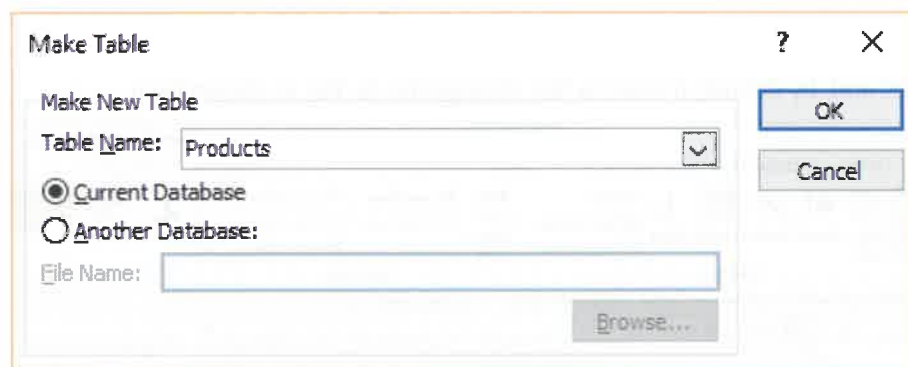 Make Table ? X
Make New Table
OK
Table Name: Products
Cancel
Current Database
Another Database:
File Name:
Browse...